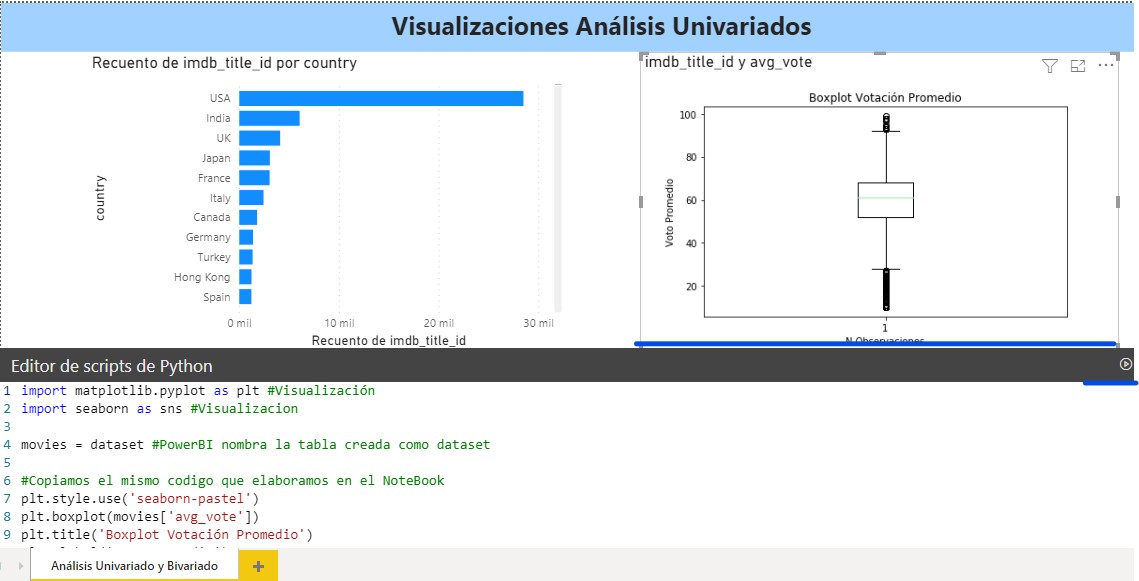 Visualizaciones Análisis Univariados
Recuento de imdb_title_id por country
country
USA
India
UK
Japan
France
Italy
Canada
Germany
Turkey
Hong Kong
Spain
0 mil 10 mil 20 mil 30 mil
Recuento de imdb_title_id
imdb_title_id y avg_vote
Boxplot Votación Promedio
Voto Promedio
100
80
60
40
20
1
N Observaciones
Editor de scripts de Python
1 import matplotlib.pyplot as plt #Visualización
2 import seaborn as sns #Visualizacion
3
4 movies = dataset #PowerBI nombra la tabla creada como dataset
5
6 #Copiamos el mismo codigo que elaboramos en el NoteBook
7 plt.style.use('seaborn-pastel')
8 plt.boxplot(movies['avg_vote'])
9 plt.title('Boxplot Votación Promedio')
Análisis Univariado y Bivariado